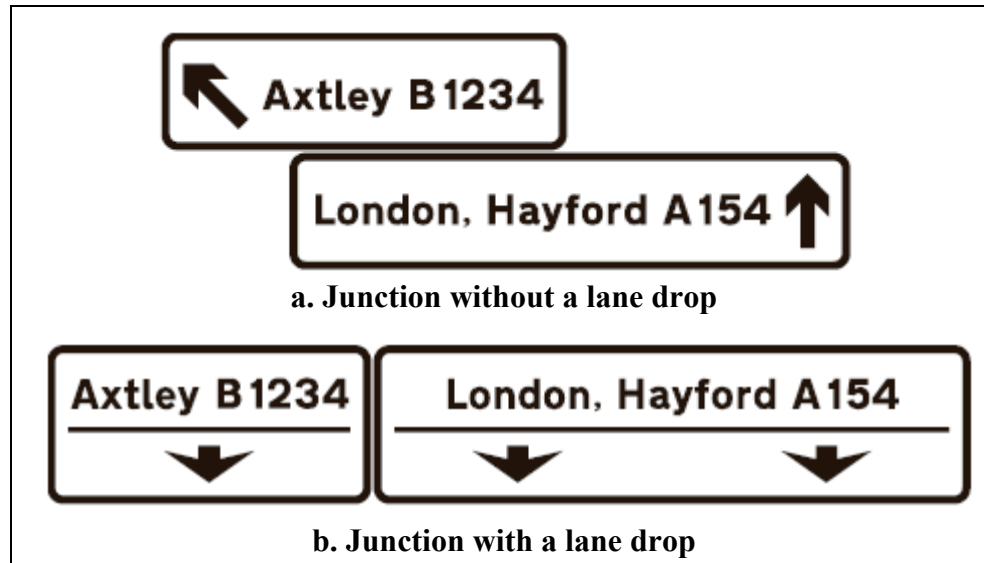 Axtley B1234
London, Hayford A154
a. Junction without a lane drop
Axtley B1234 London, Hayford A154
b. Junction with a lane drop